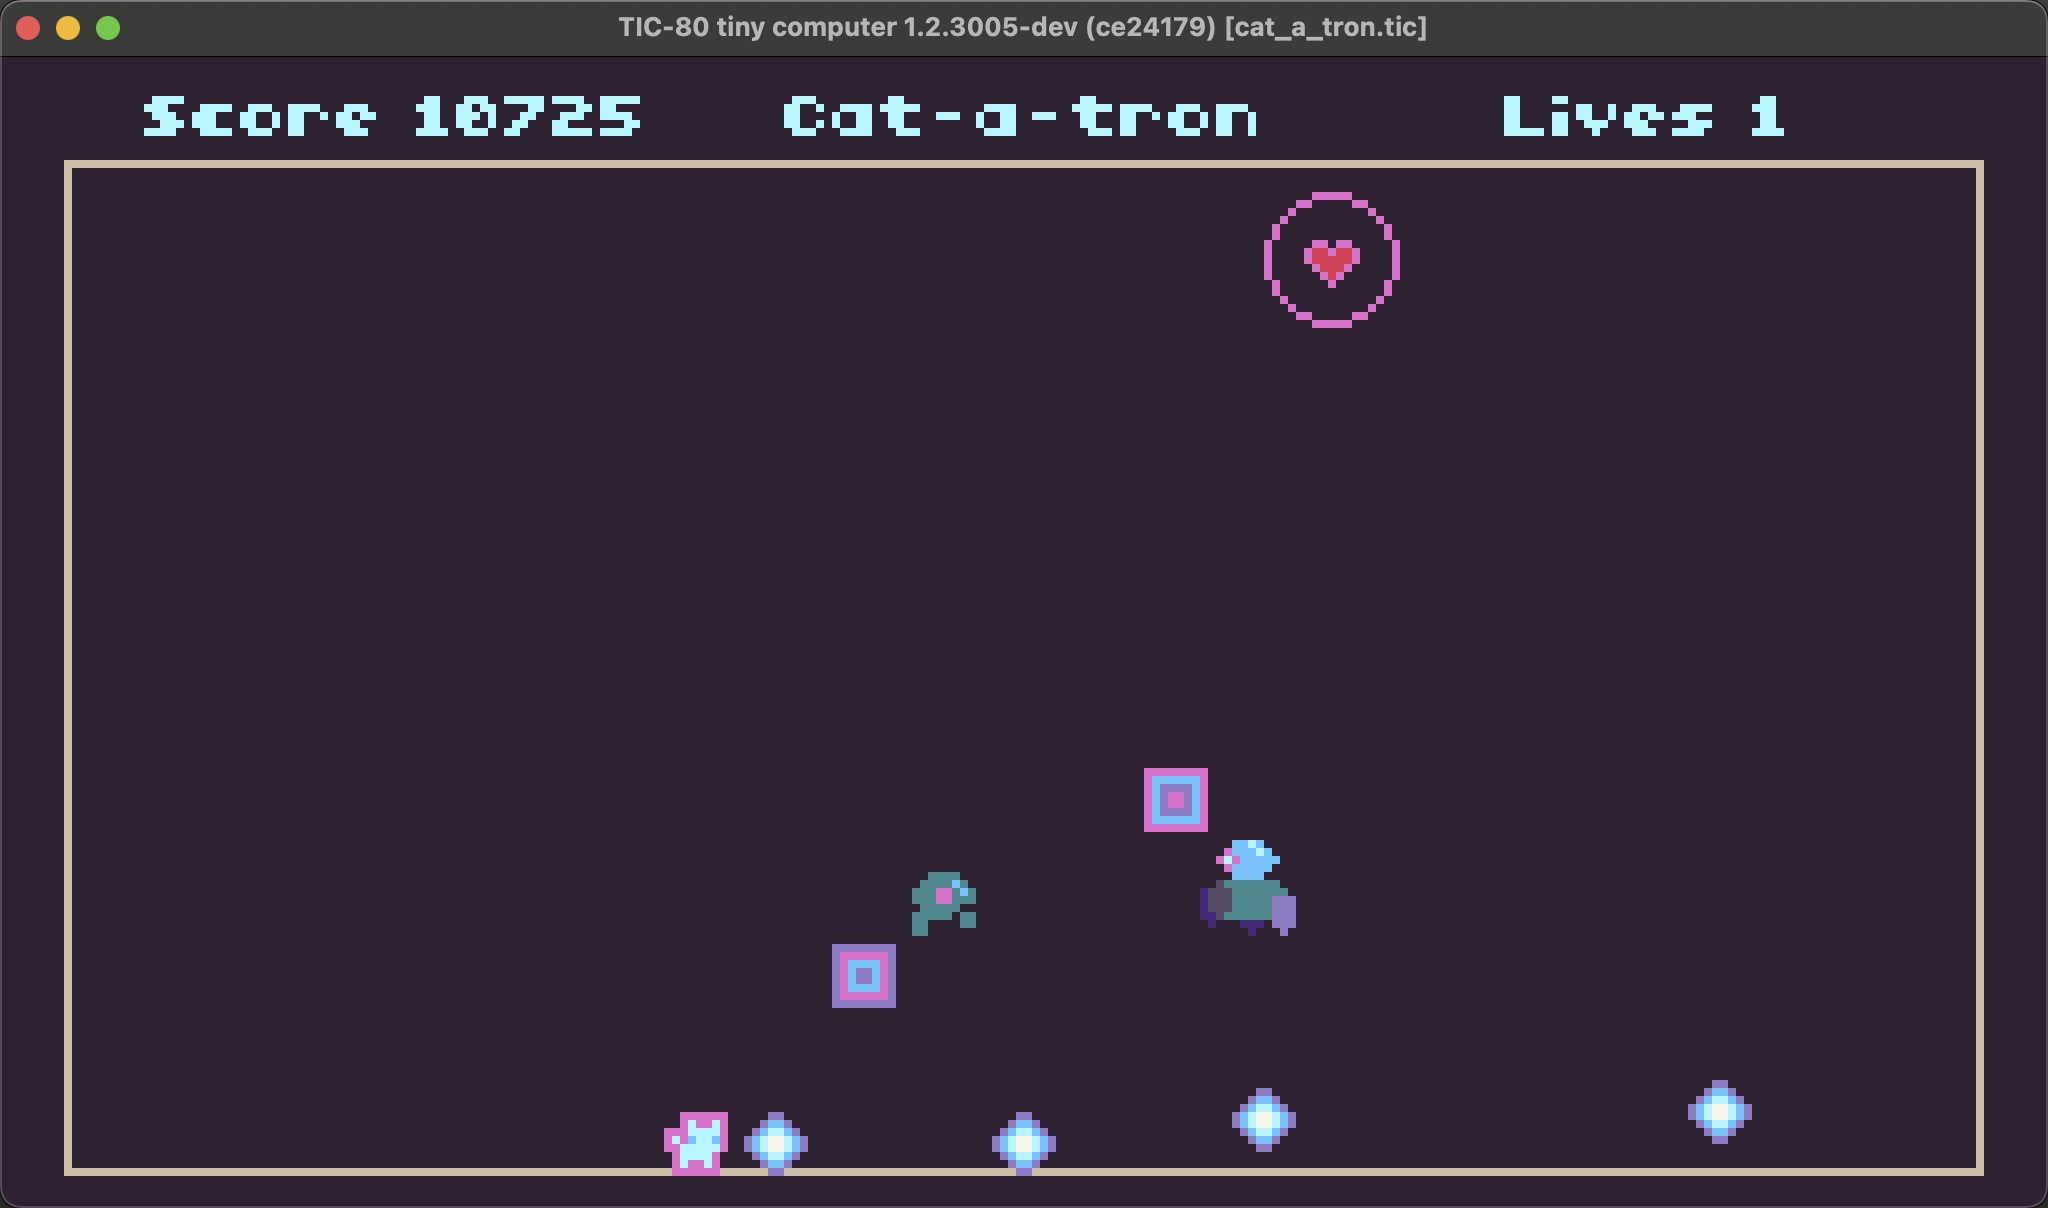 TIC-80 tiny computer 1.2.3005-dev (ce24179) [cat_a_tron.tic]
Score 10725 Cat-a-tron Lives 1